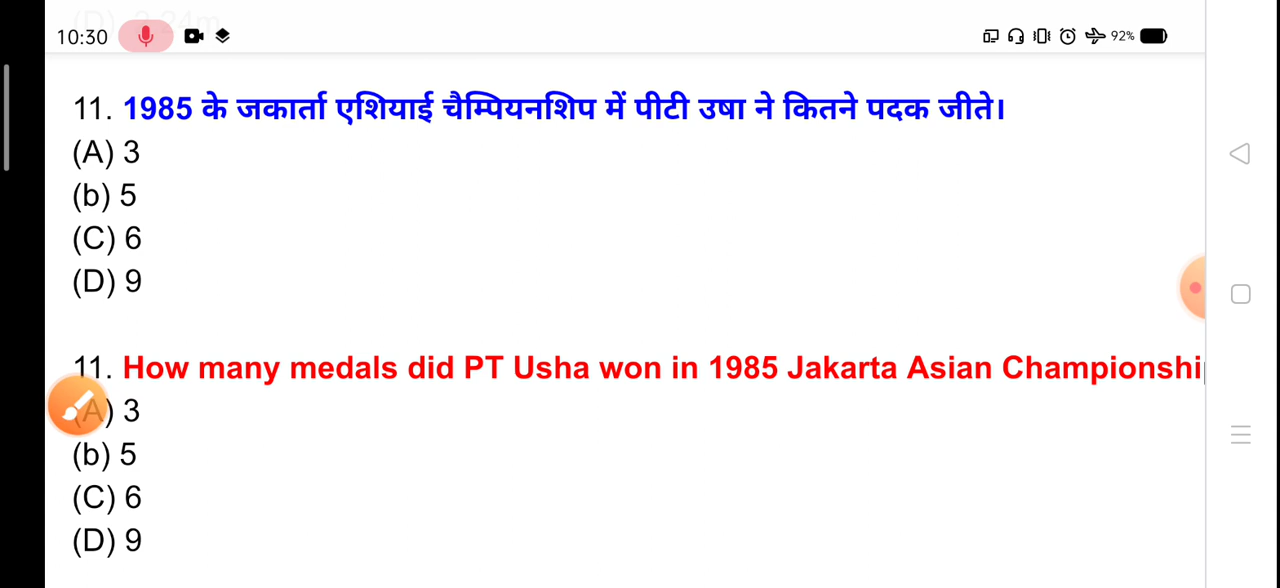 10:30
92%
11. 1985 के जकार्ता एशियाई चैम्पियनशिप में पीटी उषा ने कितने पदक जीते।
(A) 3
(b) 5
(C) 6
(D) 9
11. How many medals did PT Usha won in 1985 Jakarta Asian Championshi
(A) 3
(b) 5
(C) 6
(D) 9